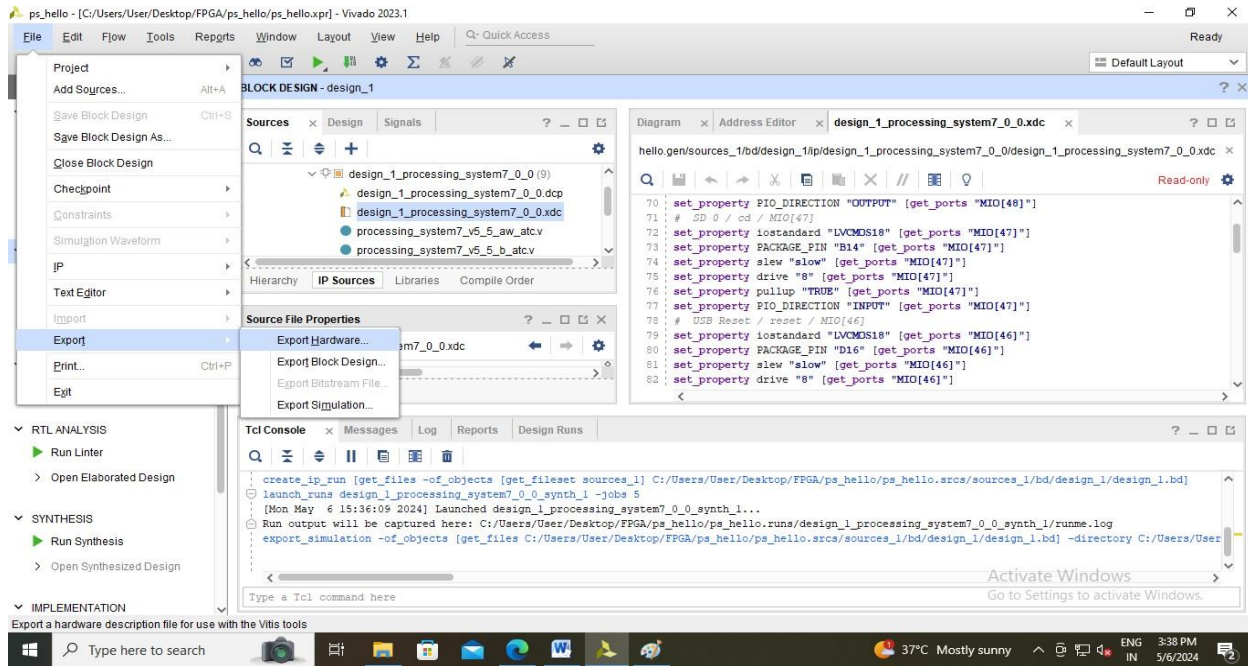 ps_hello - [C:/Users/User/Desktop/FPGA/ps_hello/ps_hello.xpr] - Vivado 2023.1
File Edit Flow Tools Reports Window Layout View Help Q- Quick Access Ready
Default Layout
Project
Add Sources... Alt+A
Save Block Design Ctrl+S
Save Block Design As...
Close Block Design
Checkpoint
Constraints
Simulation Waveform
IP
Text Editor
Import
Export
Print... Ctrl+P
Exit
Export Hardware...
Export Block Design...
Export Bitstream File...
Export Simulation...
BLOCK DESIGN - design_1
Sources Design Signals
design_1_processing_system7_0_0 (9)
design_1_processing_system7_0_0.dcp
design_1_processing_system7_0_0.xdc
processing_system7_v5_5_aw_atc.v
processing_system7_v5_5_b_atc.v
Hierarchy IP Sources Libraries Compile Order
Source File Properties
em7_0_0.xdc
Diagram Address Editor design_1_processing_system7_0_0.xdc
hello.gen/sources_1/bd/design_1/ip/design_1_processing_system7_0_0/design_1_processing_system7_0_0.xdc
Read-only
70 set_property PIO_DIRECTION "OUTPUT" [get_ports "MIO[48]"]
71 # SD 0 / cd / MIO[47]
72 set_property iostandard "LVCMOS18" [get_ports "MIO[47]"]
73 set_property PACKAGE_PIN "B14" [get_ports "MIO[47]"]
74 set_property slew "slow" [get_ports "MIO[47]"]
75 set_property drive "8" [get_ports "MIO[47]"]
76 set_property pullup "TRUE" [get_ports "MIO[47]"]
77 set_property PIO_DIRECTION "INPUT" [get_ports "MIO[47]"]
78 # USB Reset / reset / MIO[46]
79 set_property iostandard "LVCMOS18" [get_ports "MIO[46]"]
80 set_property PACKAGE_PIN "D16" [get_ports "MIO[46]"]
81 set_property slew "slow" [get_ports "MIO[46]"]
82 set_property drive "8" [get_ports "MIO[46]"]
RTL ANALYSIS
Run Linter
Open Elaborated Design
SYNTHESIS
Run Synthesis
Open Synthesized Design
IMPLEMENTATION
Tcl Console Messages Log Reports Design Runs
create_ip_run [get_files -of_objects [get_fileset sources_1] C:/Users/User/Desktop/FPGA/ps_hello/ps_hello.srcs/sources_1/bd/design_1/design_1.bd]
launch_runs design_1_processing_system7_0_0_synth_1 -jobs 5
[Mon May 6 15:36:09 2024] Launched design_1_processing_system7_0_0_synth_1...
Run output will be captured here: C:/Users/User/Desktop/FPGA/ps_hello/ps_hello.runs/design_1_processing_system7_0_0_synth_1/runme.log
export_simulation -of_objects [get_files C:/Users/User/Desktop/FPGA/ps_hello/ps_hello.srcs/sources_1/bd/design_1/design_1.bd] -directory C:/Users/User
Type a Tcl command here
Activate Windows
Go to Settings to activate Windows.
Export a hardware description file for use with the Vitis tools
Type here to search
37°C Mostly sunny
ENG
IN
3:38 PM
5/6/2024
2